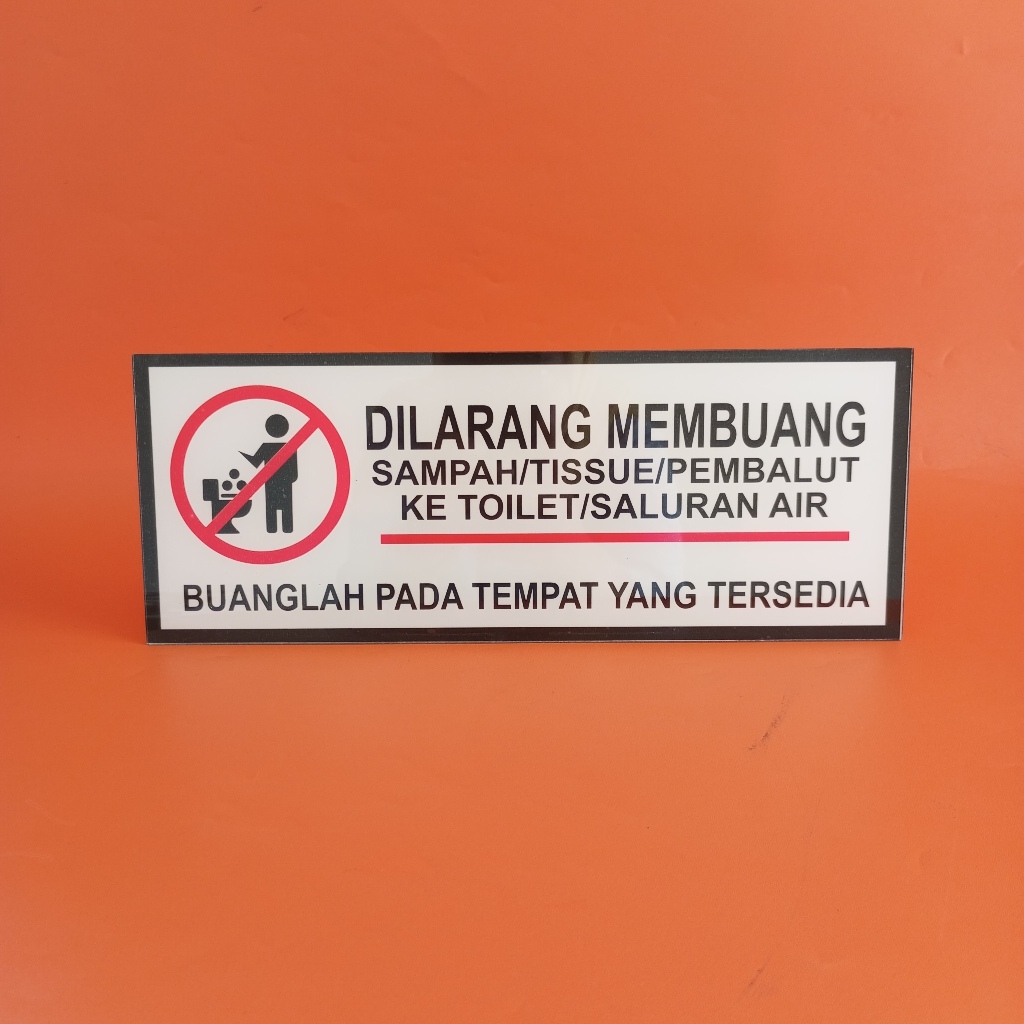 DILARANG MEMBUANG
SAMPAH/TISSUE/PEMBALUT
KE TOILET/SALURAN AIR
BUANGLAH PADA TEMPAT YANG TERSEDIA